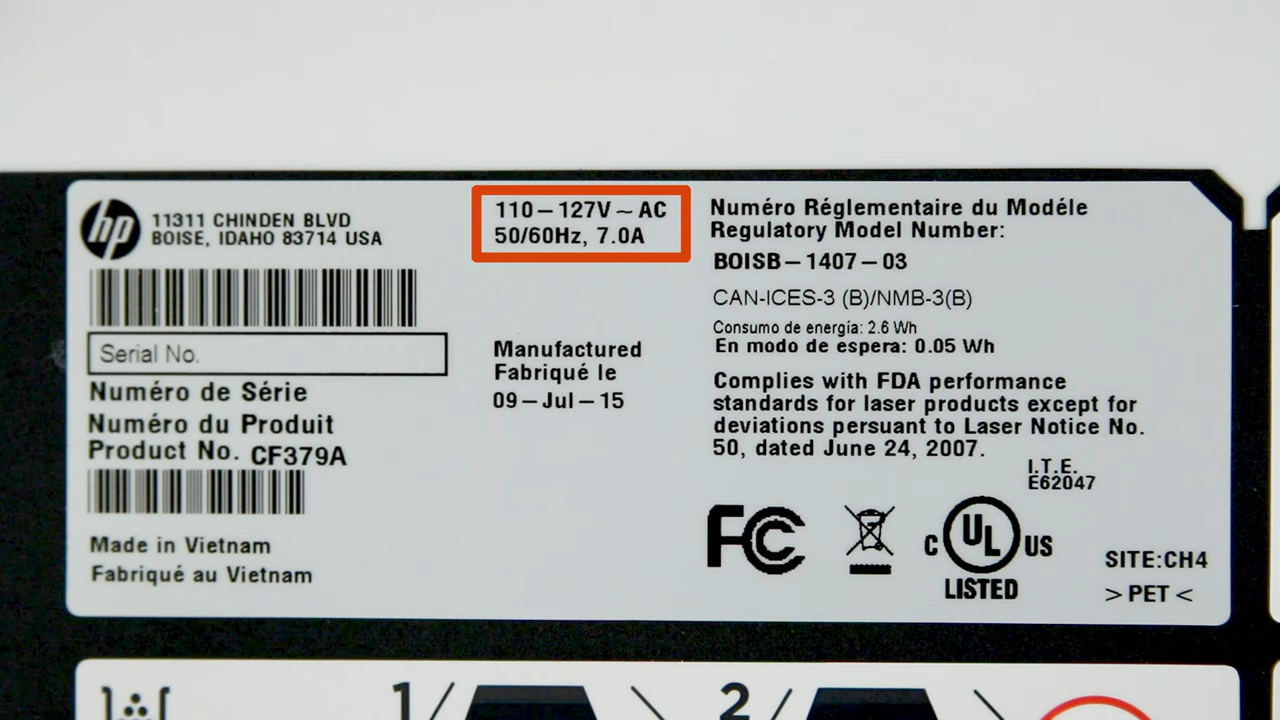 hp
11311 CHINDEN BLVD
BOISE, IDAHO 83714 USA
Serial No.
Numéro de Série
Numéro du Produit
Product No. CF379A
Made in Vietnam
Fabriqué au Vietnam
110–127V ~ AC
50/60Hz, 7.0A
Manufactured
Fabriqué le
09–Jul–15
Numéro Réglementaire du Modéle
Regulatory Model Number:
BOISB–1407–03
CAN-ICES-3 (B)/NMB-3(B)
Consumo de energía: 2.6 Wh
En modo de espera: 0.05 Wh
Complies with FDA performance
standards for laser products except for
deviations persuant to Laser Notice No.
50, dated June 24, 2007.
I.T.E.
E62047
FC
C UL US
LISTED
SITE:CH4
>PET<
1
2